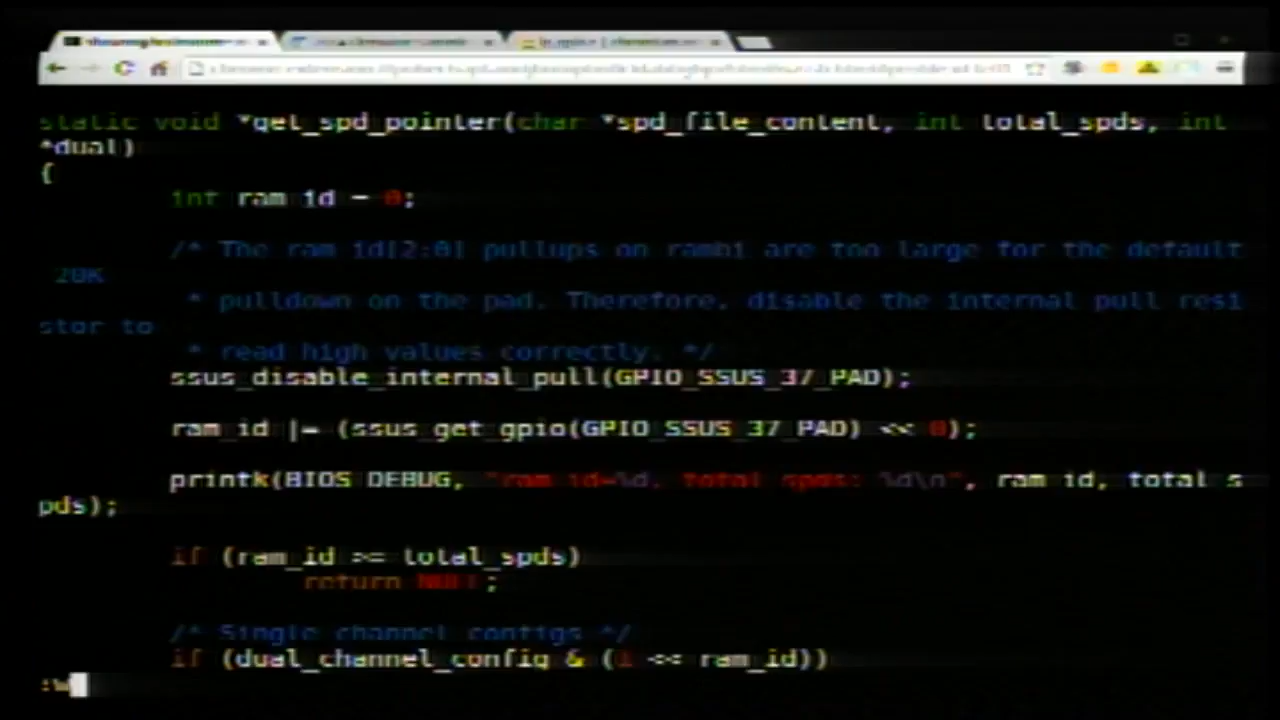 static void *get_spd_pointer(char *spd_file_content, int total_spds, int
*dual)
{
int ram_id = 0;
/* The ram_id[2:0] pullups on rambi are too large for the default
20K
* pulldown on the pad. Therefore, disable the internal pull resi
stor to
* read high values correctly. */
ssus_disable_internal_pull(GPIO_SSUS_37_PAD);
ram_id |= (ssus_get_gpio(GPIO_SSUS_37_PAD) << 0);
printk(BIOS_DEBUG, "ram_id=%d, total_spds: %d\n", ram_id, total_s
pds);
if (ram_id >= total_spds)
return NULL;
/* Single channel configs */
if (dual_channel_config & (1 << ram_id))
:w